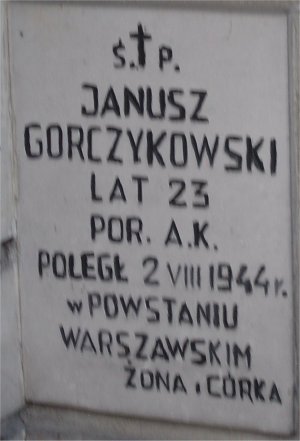 Ś.✝P.
JANUSZ
GORCZYKOWSKI
LAT 23
POR. A.K.
POLEGŁ 2 VIII 1944 r.
w POWSTANIU
WARSZAWSKIM
ŻONA i CÓRKA